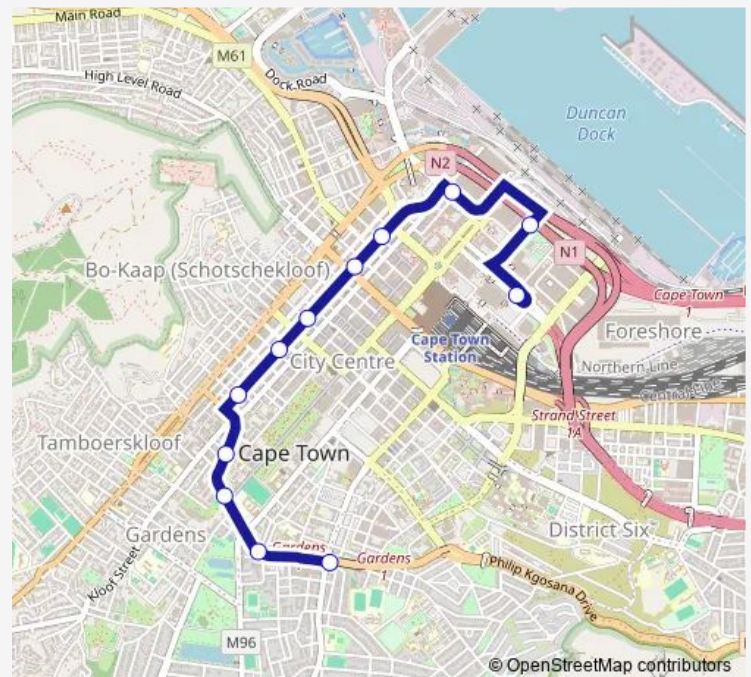 Main Road
M61
High Level Road
Dock Road
Duncan
Dock
N2
N1
Bo-Kaap (Schotschekloof)
Cape Town
1
Foreshore
Cape Town
Station
Northern Line
City Centre
Central Line
Strand Street
1A
Tamboerskloof
Cape Town
District Six
Gardens
Gardens
Gardens
1
Kloof Street
Philip Kgosana Drive
M96
© OpenStreetMap contributors